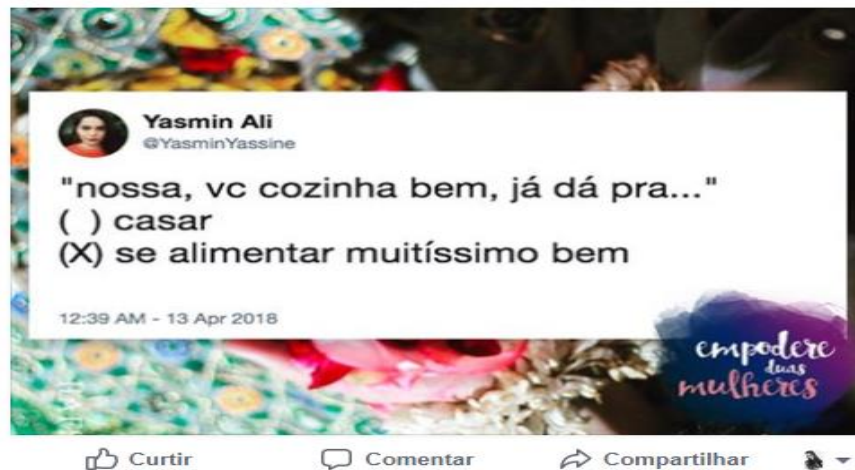 Yasmin Ali
@YasminYassine
"nossa, vc cozinha bem, já dá pra..."
( ) casar
(X) se alimentar muitíssimo bem
12:39 AM - 13 Apr 2018
empodere
duas
mulheres
Curtir Comentar Compartilhar